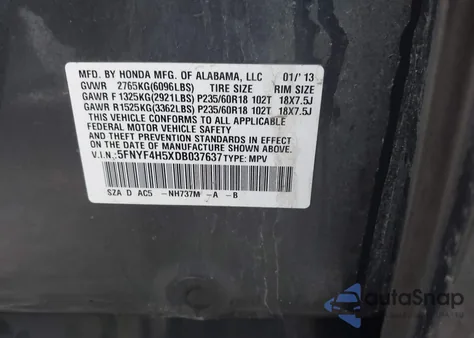 MFD. BY HONDA MFG. OF ALABAMA, LLC 01/'13
GVWR 2765KG(6096LBS) TIRE SIZE RIM SIZE
GAWR F 1325KG(2921LBS) P235/60R18 102T 18X7.5J
GAWR R1525KG(3362LBS) P235/60R18 102T 18X7.5J
THIS VEHICLE CONFORMS TO ALL APPLICABLE
FEDERAL MOTOR VEHICLE SAFETY AND THEFT
PREVENTION STANDARDS IN EFFECT ON THE
DATE OF MANUFACTURE SHOWN ABOVE.
V.I.N.:5FNYF4H5XDB037637TYPE: MPV
SZA D AC5 -NH737M -A -B
AutoSnap